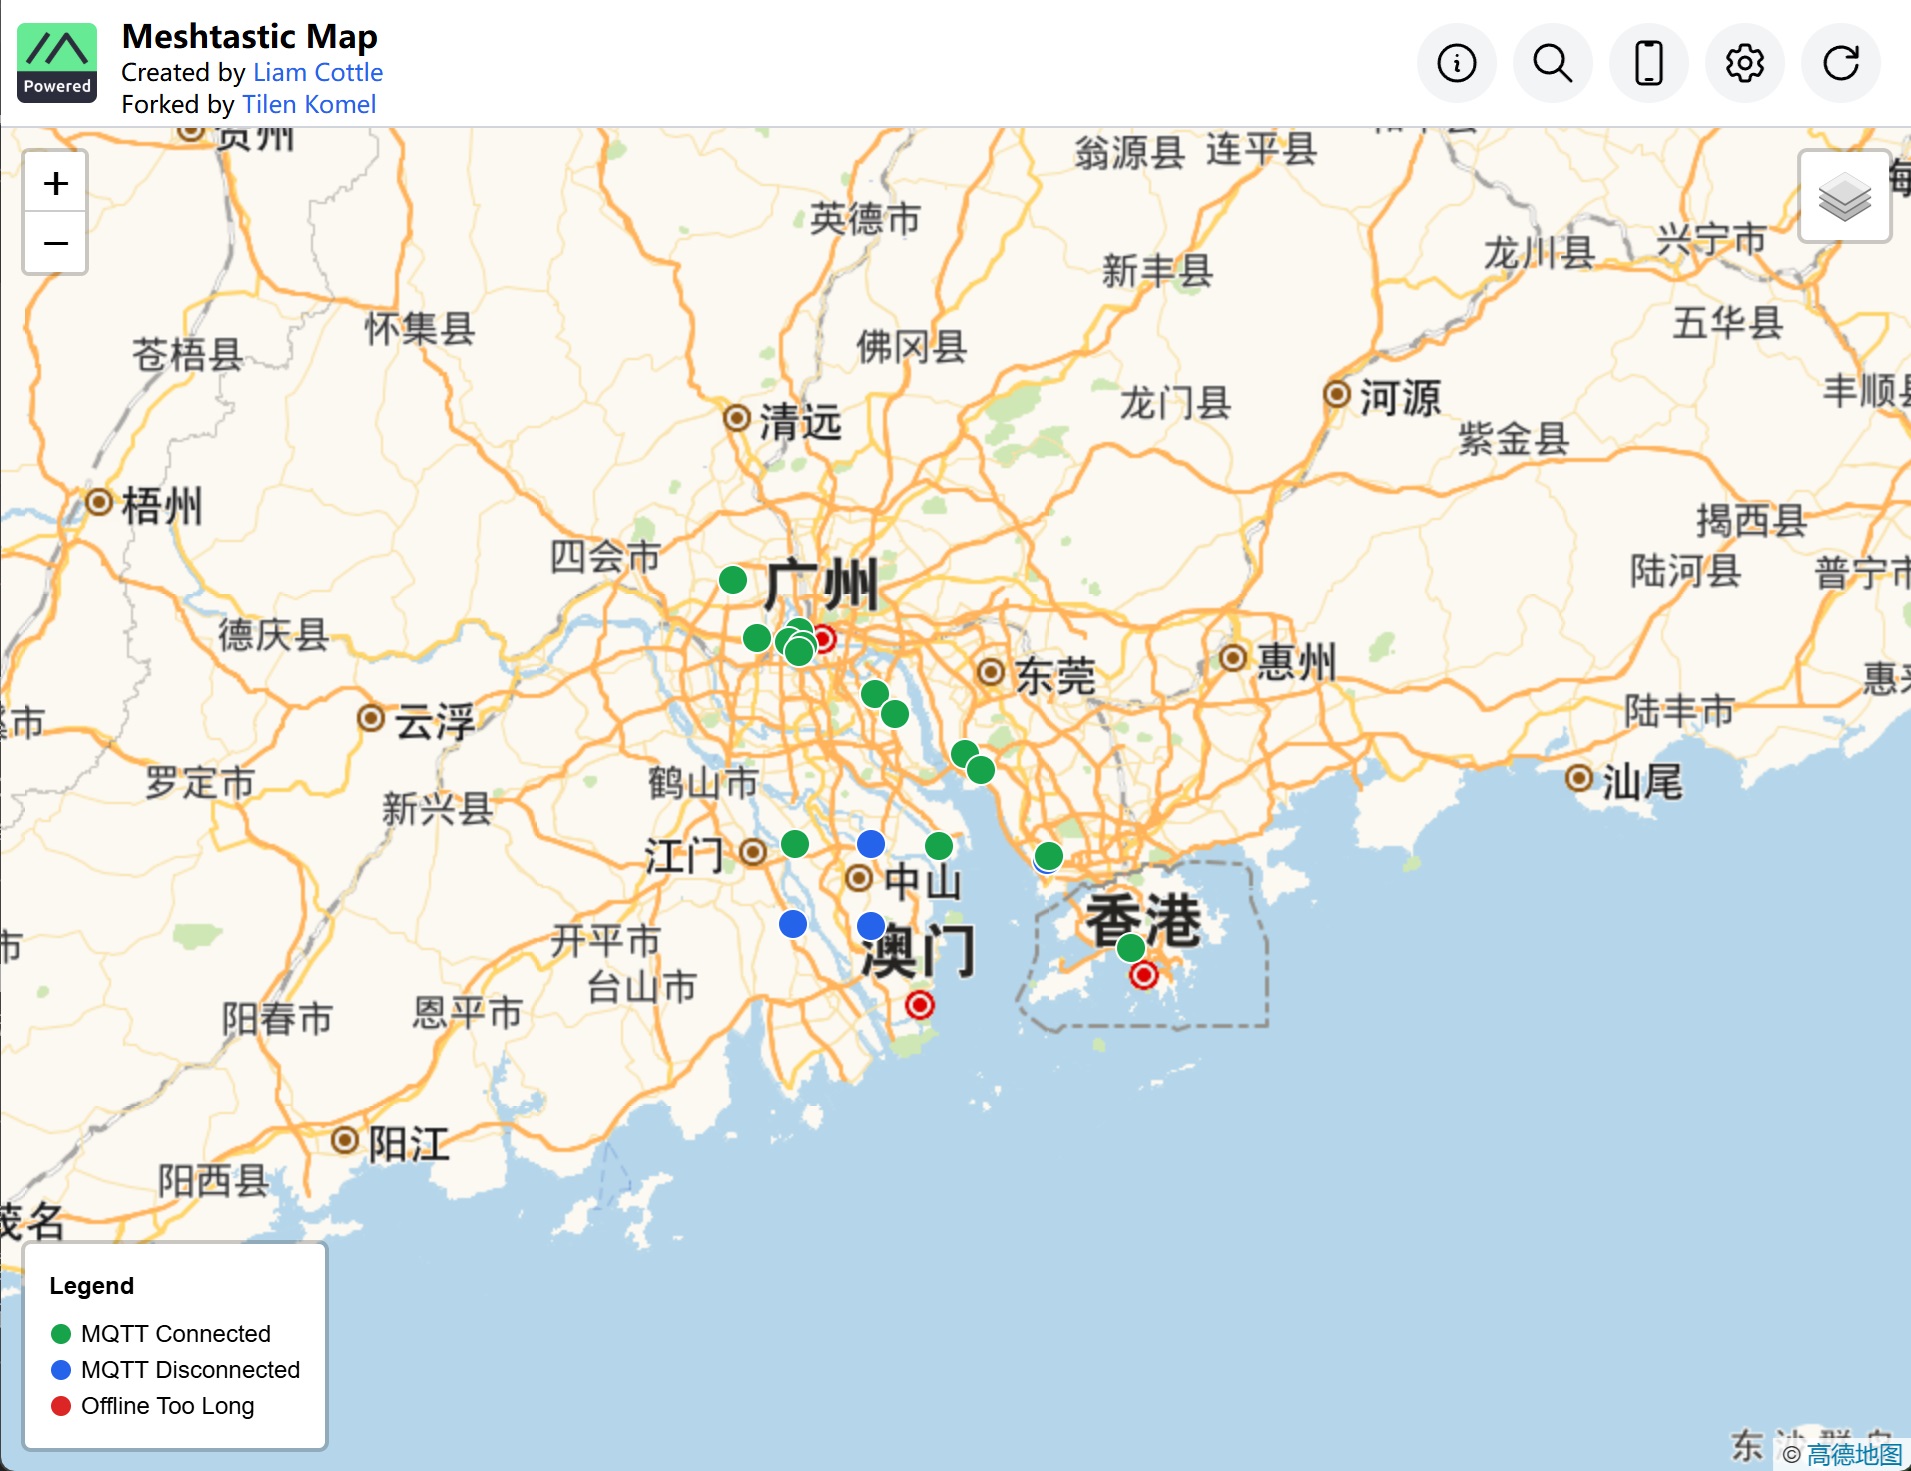 Meshtastic Map
Created by Liam Cottle
Forked by Tilen Komel
Powered
+
−
贺州
翁源县
连平县
英德市
新丰县
龙川县
兴宁市
怀集县
苍梧县
佛冈县
五华县
龙门县
河源
丰顺县
清远
紫金县
梧州
揭西县
四会市
广州
陆河县
普宁市
德庆县
东莞
惠州
惠来
云浮
陆丰市
罗定市
新兴县
鹤山市
汕尾
江门
中山
香港
开平市
澳门
台山市
阳春市
恩平市
阳江
阳西县
茂名
Legend
MQTT Connected
MQTT Disconnected
Offline Too Long
东沙群岛
© 高德地图